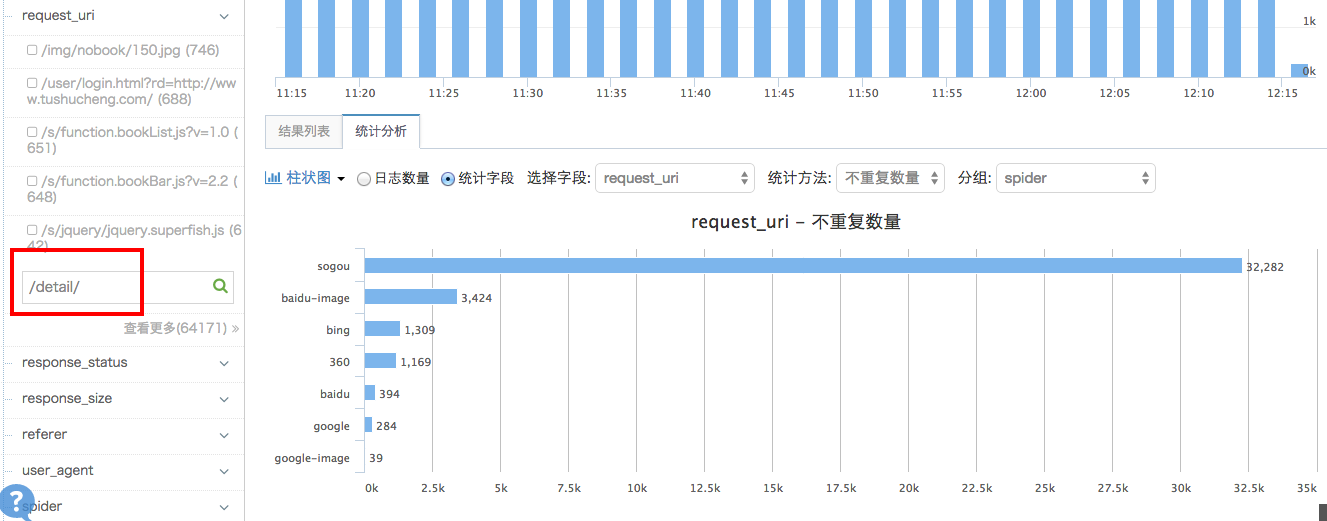 request_uri
/img/nobook/150.jpg (746)
/user/login.html?rd=http://ww
w.tushucheng.com/ (688)
/s/function.bookList.js?v=1.0 (
651)
/s/function.bookBar.js?v=2.2 (
648)
/s/jquery/jquery.superfish.js (6
42)
/detail/
查看更多(64171) »
response_status
response_size
referer
user_agent
spider
?
1k
0k
11:15 11:20 11:25 11:30 11:35 11:40 11:45 11:50 11:55 12:00 12:05 12:10 12:15
结果列表 统计分析
柱状图 日志数量 统计字段 选择字段: request_uri 统计方法: 不重复数量 分组: spider
request_uri – 不重复数量
sogou 32,282
baidu-image 3,424
bing 1,309
360 1,169
baidu 394
google 284
google-image 39
0k 2.5k 5k 7.5k 10k 12.5k 15k 17.5k 20k 22.5k 25k 27.5k 30k 32.5k 35k